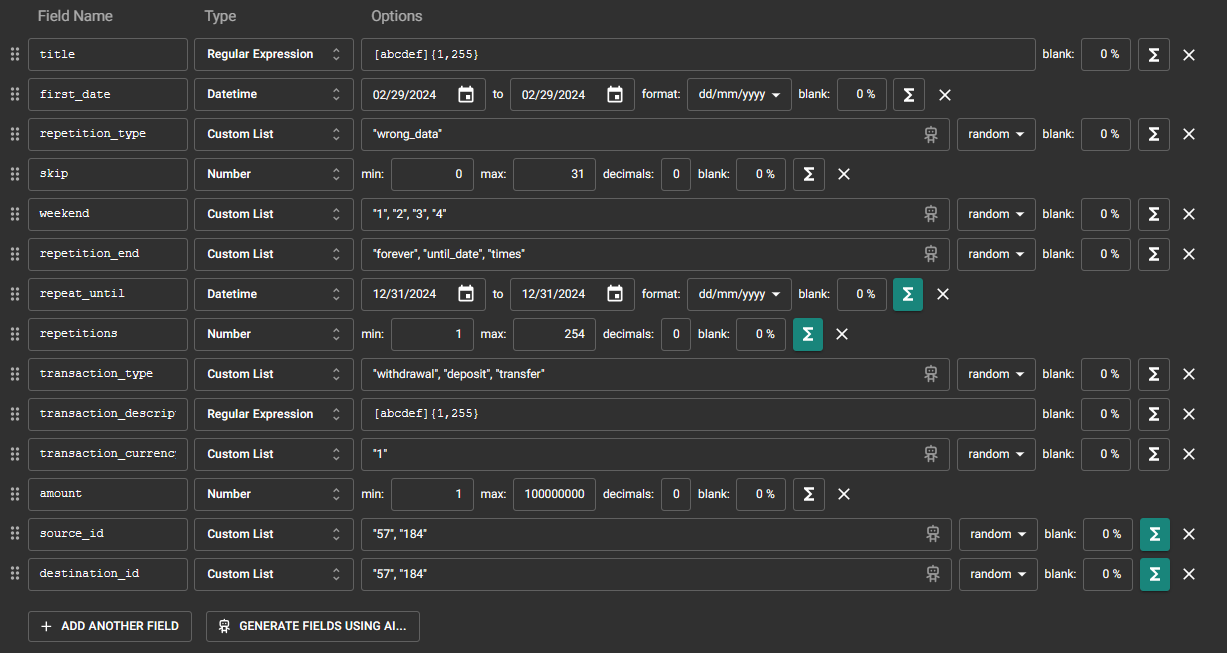 Field Name Type Options
title Regular Expression [abcdef]{1,255} blank: 0 % Σ
first_date Datetime 02/29/2024 to 02/29/2024 format: dd/mm/yyyy blank: 0 % Σ
repetition_type Custom List "wrong_data" random blank: 0 % Σ
skip Number min: 0 max: 31 decimals: 0 blank: 0 % Σ
weekend Custom List "1", "2", "3", "4" random blank: 0 % Σ
repetition_end Custom List "forever", "until_date", "times" random blank: 0 % Σ
repeat_until Datetime 12/31/2024 to 12/31/2024 format: dd/mm/yyyy blank: 0 % Σ
repetitions Number min: 1 max: 254 decimals: 0 blank: 0 % Σ
transaction_type Custom List "withdrawal", "deposit", "transfer" random blank: 0 % Σ
transaction_descrip Regular Expression [abcdef]{1,255} blank: 0 % Σ
transaction_currenc Custom List "1" random blank: 0 % Σ
amount Number min: 1 max: 100000000 decimals: 0 blank: 0 % Σ
source_id Custom List "57", "184" random blank: 0 % Σ
destination_id Custom List "57", "184" random blank: 0 % Σ
+ ADD ANOTHER FIELD GENERATE FIELDS USING AI...